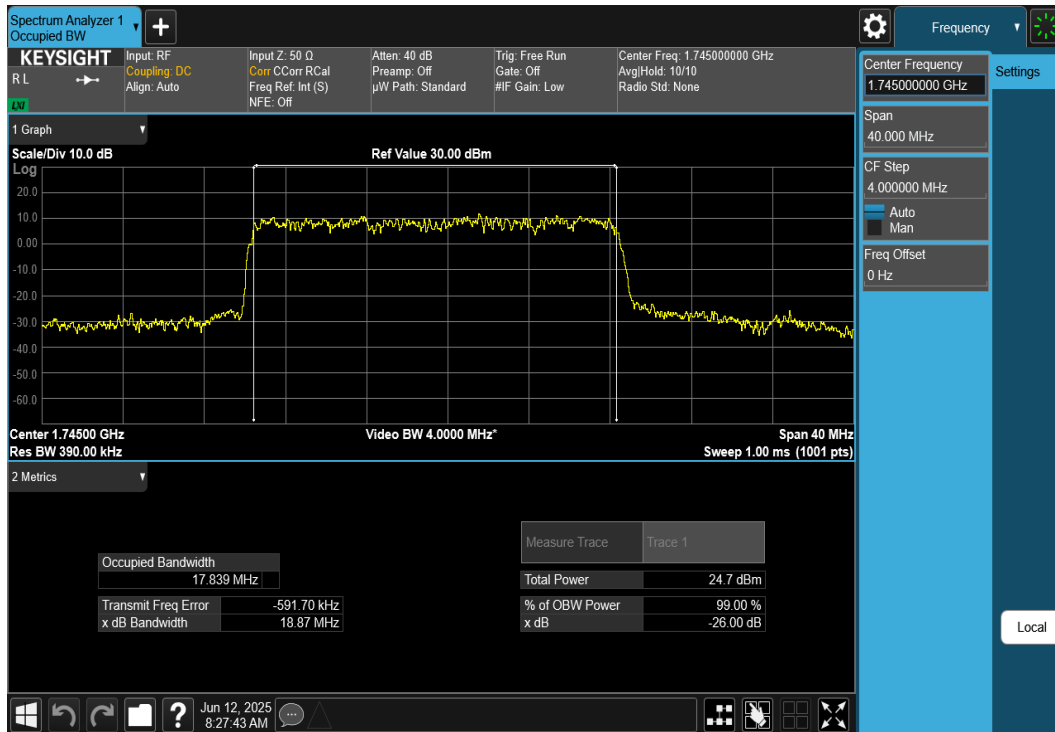 Spectrum Analyzer 1
Occupied BW
Frequency
KEYSIGHT
R L
LXI
Input: RF
Coupling: DC
Align: Auto
Input Z: 50 Ω
Corr CCorr RCal
Freq Ref: Int (S)
NFE: Off
Atten: 40 dB
Preamp: Off
µW Path: Standard
Trig: Free Run
Gate: Off
#IF Gain: Low
Center Freq: 1.745000000 GHz
Avg|Hold: 10/10
Radio Std: None
Center Frequency
1.745000000 GHz
Settings
Span
40.000 MHz
CF Step
4.000000 MHz
Auto
Man
Freq Offset
0 Hz
Local
1 Graph
Scale/Div 10.0 dB
Ref Value 30.00 dBm
Log
20.0
10.0
0.00
-10.0
-20.0
-30.0
-40.0
-50.0
-60.0
Center 1.74500 GHz
Video BW 4.0000 MHz*
Span 40 MHz
Res BW 390.00 kHz
Sweep 1.00 ms (1001 pts)
2 Metrics
Measure Trace
Trace 1
Occupied Bandwidth
17.839 MHz
Total Power
24.7 dBm
Transmit Freq Error
-591.70 kHz
% of OBW Power
99.00 %
x dB Bandwidth
18.87 MHz
x dB
-26.00 dB
?
Jun 12, 2025
8:27:43 AM